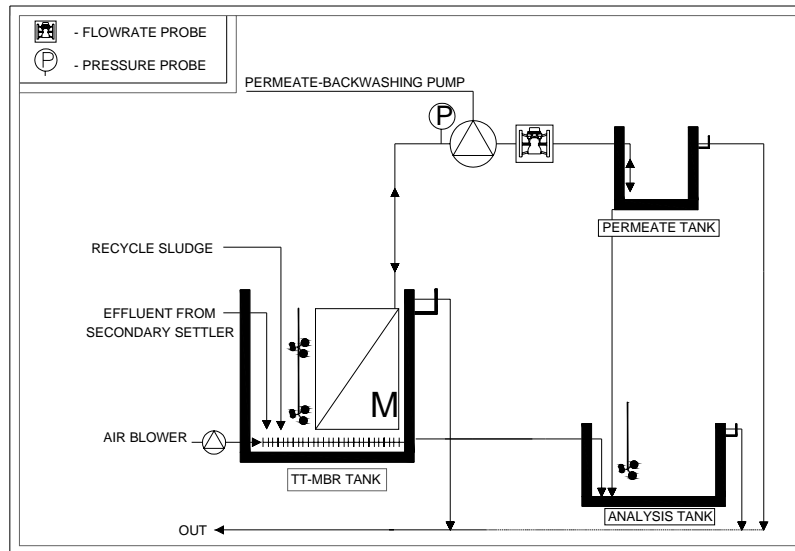 - FLOWRATE PROBE
P
- PRESSURE PROBE
PERMEATE-BACKWASHING PUMP
P
PERMEATE TANK
RECYCLE SLUDGE
EFFLUENT FROM
SECONDARY SETTLER
M
AIR BLOWER
TT-MBR TANK
ANALYSIS TANK
OUT